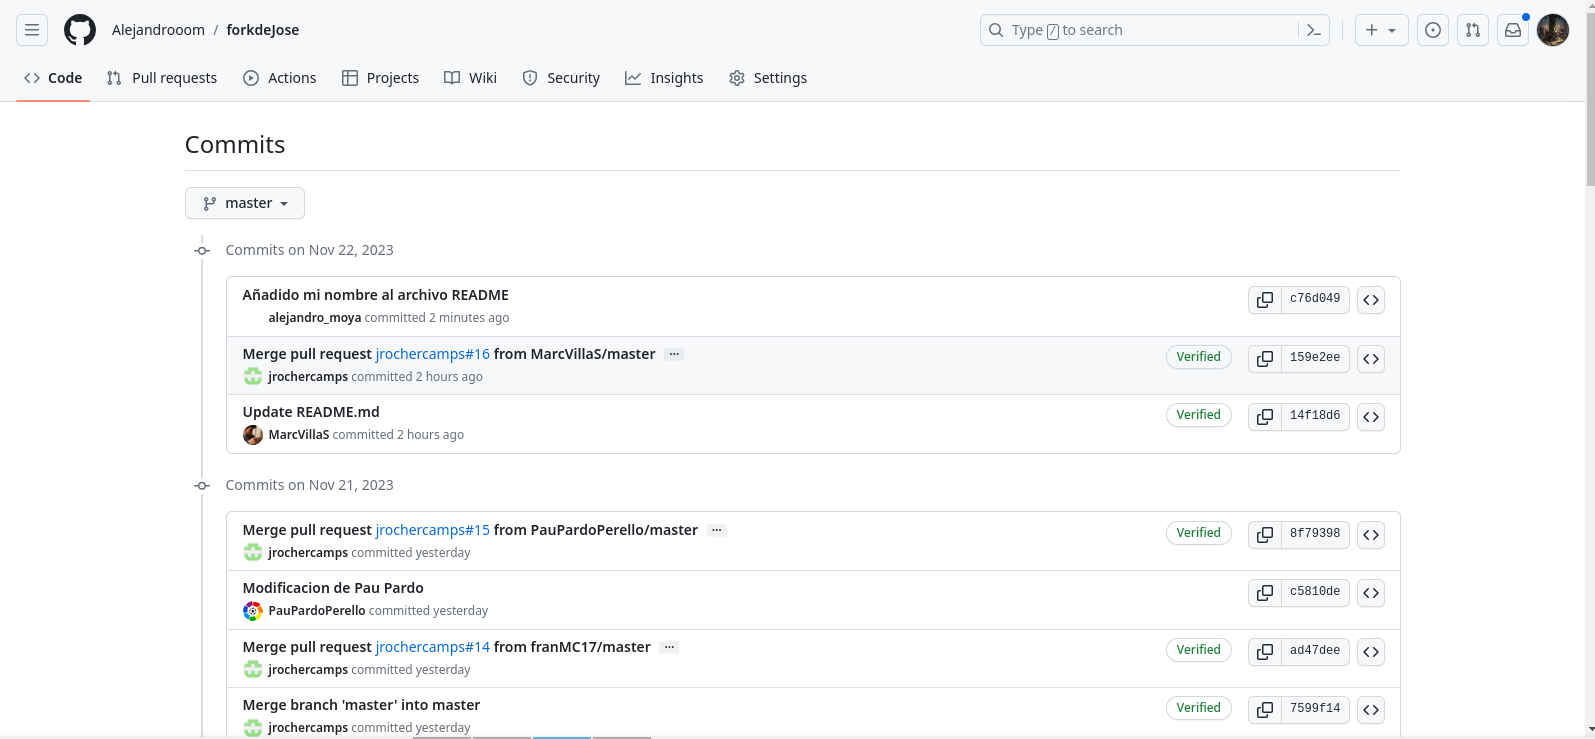 Alejandrooom / forkdeJose
Type / to search
Code Pull requests Actions Projects Wiki Security Insights Settings
Commits
master
Commits on Nov 22, 2023
Añadido mi nombre al archivo README
c76d049
alejandro_moya committed 2 minutes ago
Merge pull request jrochercamps#16 from MarcVillaS/master ...
Verified 159e2ee
jrochercamps committed 2 hours ago
Update README.md
Verified 14f18d6
MarcVillaS committed 2 hours ago
Commits on Nov 21, 2023
Merge pull request jrochercamps#15 from PauPardoPerello/master ...
Verified 8f79398
jrochercamps committed yesterday
Modificacion de Pau Pardo
c5810de
PauPardoPerello committed yesterday
Merge pull request jrochercamps#14 from franMC17/master ...
Verified ad47dee
jrochercamps committed yesterday
Merge branch 'master' into master
Verified 7599f14
jrochercamps committed yesterday